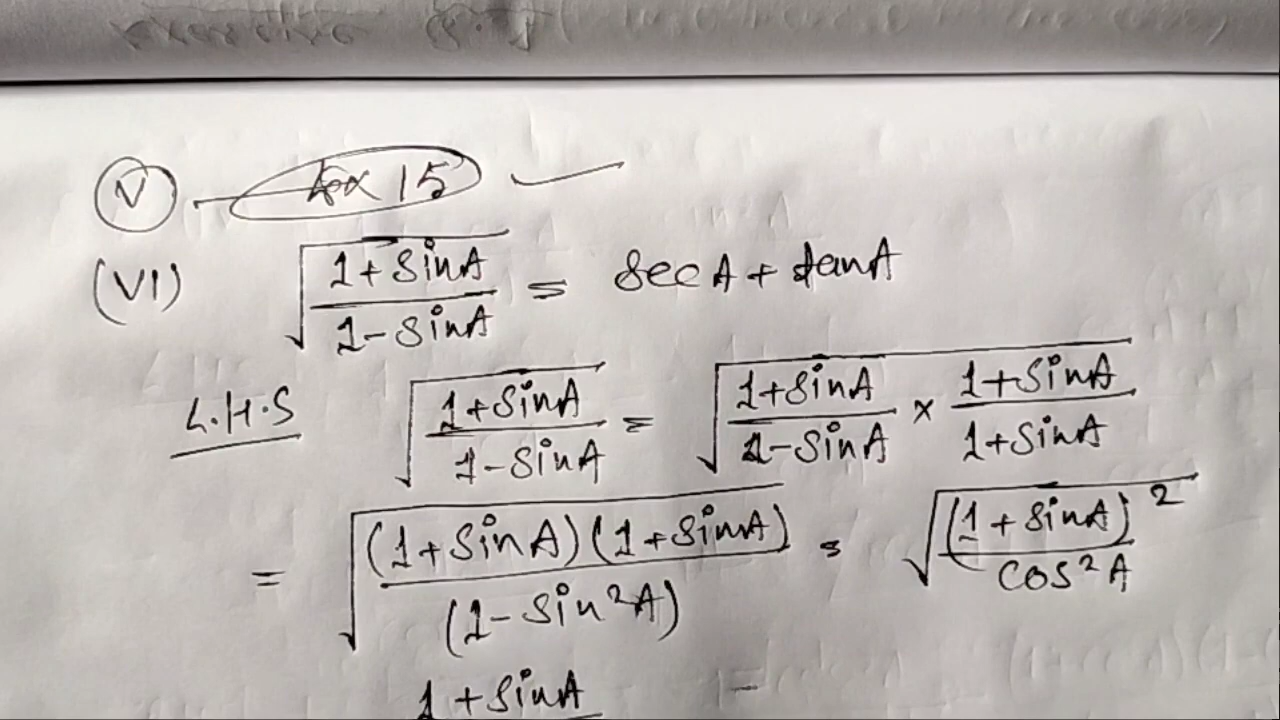 (V) Ex 15
(VI) √((1+SinA)/(1-SinA)) = SecA + tanA
L.H.S √((1+SinA)/(1-SinA)) = √((1+SinA)/(1-SinA) × (1+SinA)/(1+SinA))
= √((1+SinA)(1+SinA)/(1-Sin²A)) = √((1+SinA)²/COS²A)
1+SinA